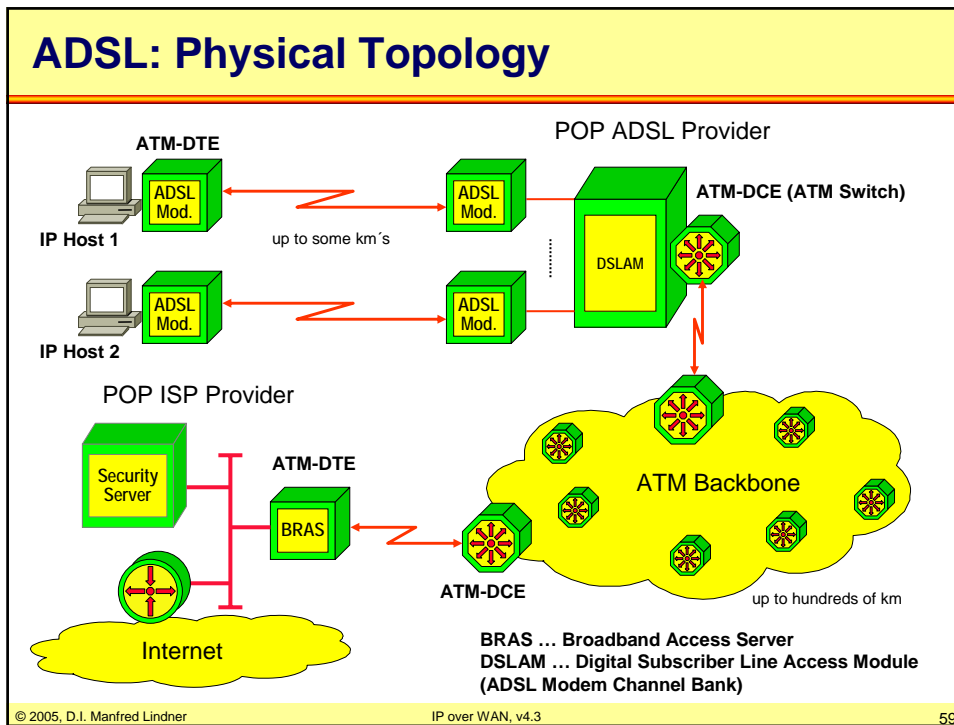 ADSL: Physical Topology
POP ADSL Provider
ATM-DTE
ADSL
Mod.
ADSL
Mod.
ATM-DCE (ATM Switch)
IP Host 1
up to some km´s
DSLAM
ADSL
Mod.
ADSL
Mod.
IP Host 2
POP ISP Provider
Security
Server
ATM-DTE
BRAS
ATM Backbone
ATM-DCE
up to hundreds of km
Internet
BRAS … Broadband Access Server
DSLAM … Digital Subscriber Line Access Module
(ADSL Modem Channel Bank)
© 2005, D.I. Manfred Lindner
IP over WAN, v4.3
59